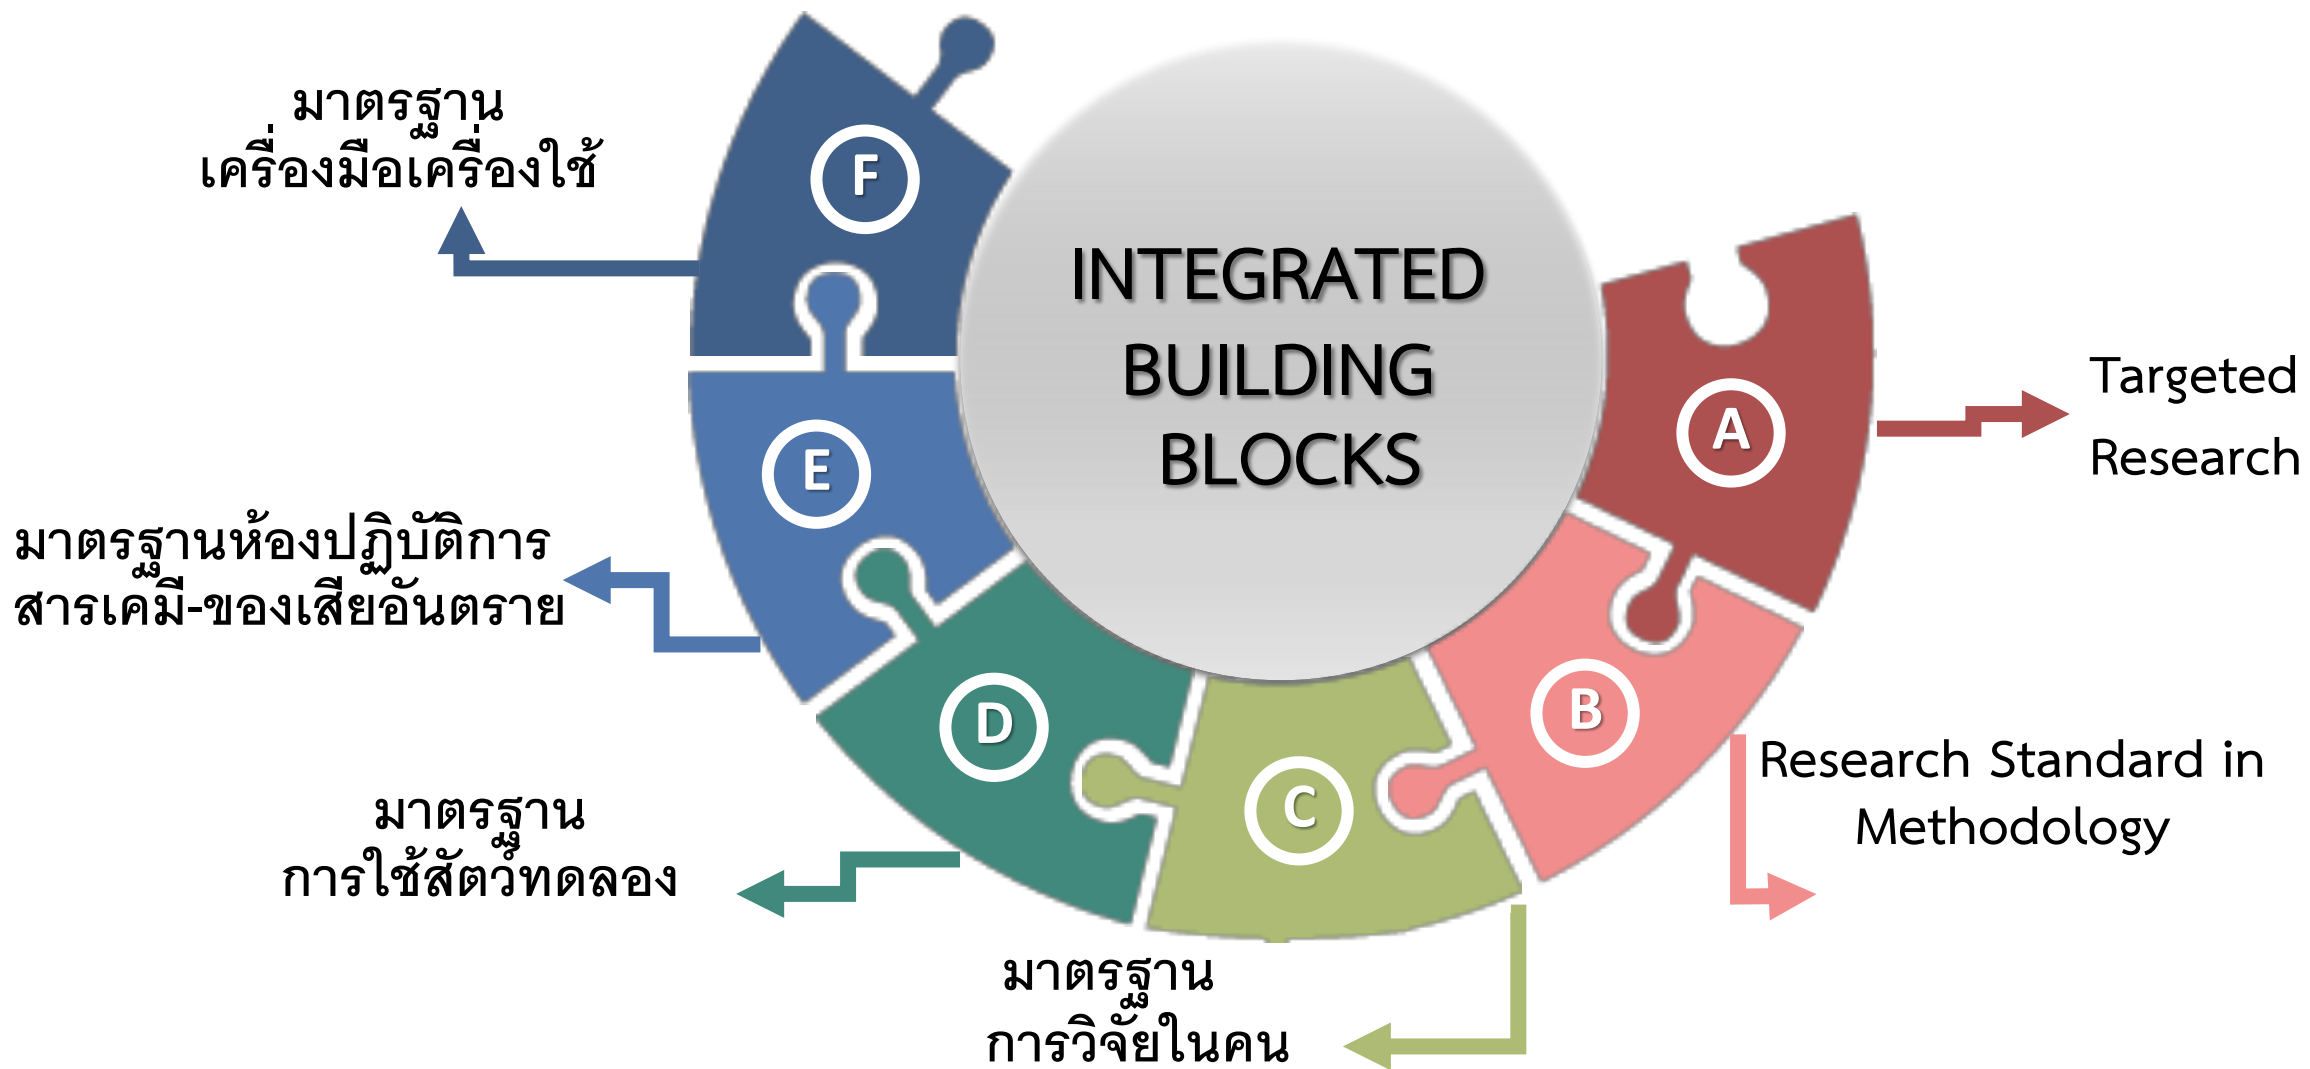 INTEGRATED
BUILDING
BLOCKS
A
Targeted
Research
B
Research Standard in
Methodology
C
มาตรฐาน
การวิจัยในคน
D
มาตรฐาน
การใช้สัตว์ทดลอง
E
มาตรฐานห้องปฏิบัติการ
สารเคมี-ของเสียอันตราย
F
มาตรฐาน
เครื่องมือเครื่องใช้